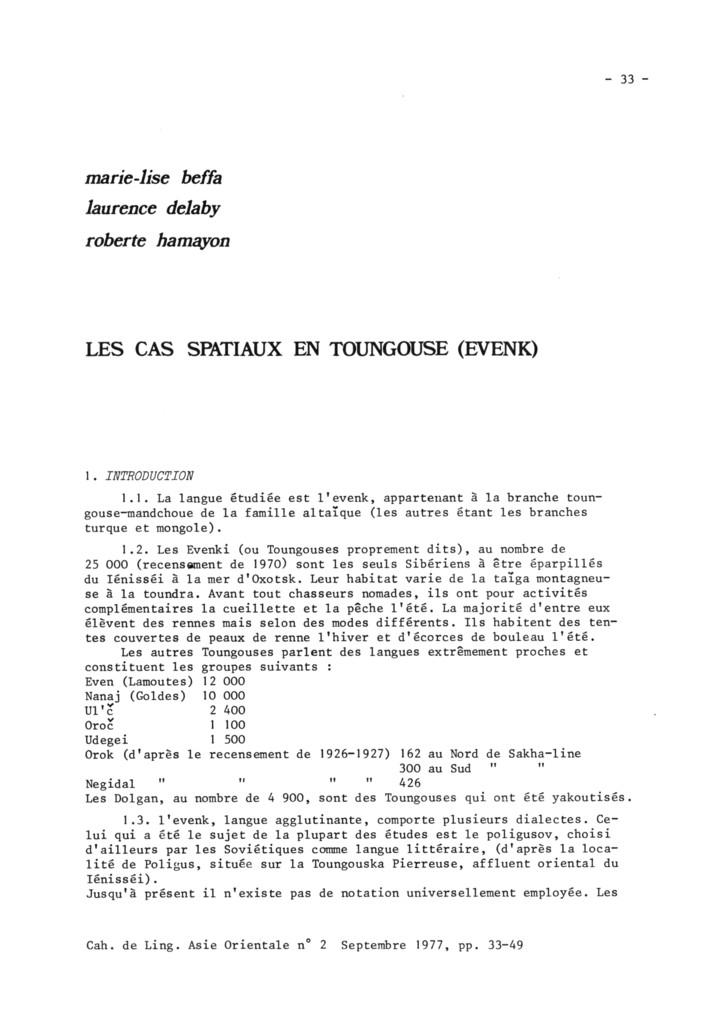 - 33 -
marie-lise beffa
laurence delaby
roberte hamayon
LES CAS SPATIAUX EN TOUNGOUSE (EVENK)
1. INTRODUCTION
1.1. La langue étudiée est l'evenk, appartenant à la branche toun-
gouse-mandchoue de la famille altaïque (les autres étant les branches
turque et mongole).
1.2. Les Evenki (ou Toungouses proprement dits), au nombre de
25 000 (recensement de 1970) sont les seuls Sibériens à être éparpillés
du Iénisséi à la mer d'Oxotsk. Leur habitat varie de la taïga montagneu-
se à la toundra. Avant tout chasseurs nomades, ils ont pour activités
complémentaires la cueillette et la pêche l'été. La majorité d'entre eux
élèvent des rennes mais selon des modes différents. Ils habitent des ten-
tes couvertes de peaux de renne l'hiver et d'écorces de bouleau l'été.
Les autres Toungouses parlent des langues extrêmement proches et
constituent les groupes suivants :
Even (Lamoutes) 12 000
Nanaj (Goldes) 10 000
Ul'č 2 400
Oroč 1 100
Udegei 1 500
Orok (d'après le recensement de 1926-1927) 162 au Nord de Sakha-line
300 au Sud " "
Negidal " " " " 426
Les Dolgan, au nombre de 4 900, sont des Toungouses qui ont été yakoutisés.
1.3. l'evenk, langue agglutinante, comporte plusieurs dialectes. Ce-
lui qui a été le sujet de la plupart des études est le poligusov, choisi
d'ailleurs par les Soviétiques comme langue littéraire, (d'après la loca-
lité de Poligus, située sur la Toungouska Pierreuse, affluent oriental du
Iénisséi).
Jusqu'à présent il n'existe pas de notation universellement employée. Les
Cah. de Ling. Asie Orientale n° 2 Septembre 1977, pp. 33-49